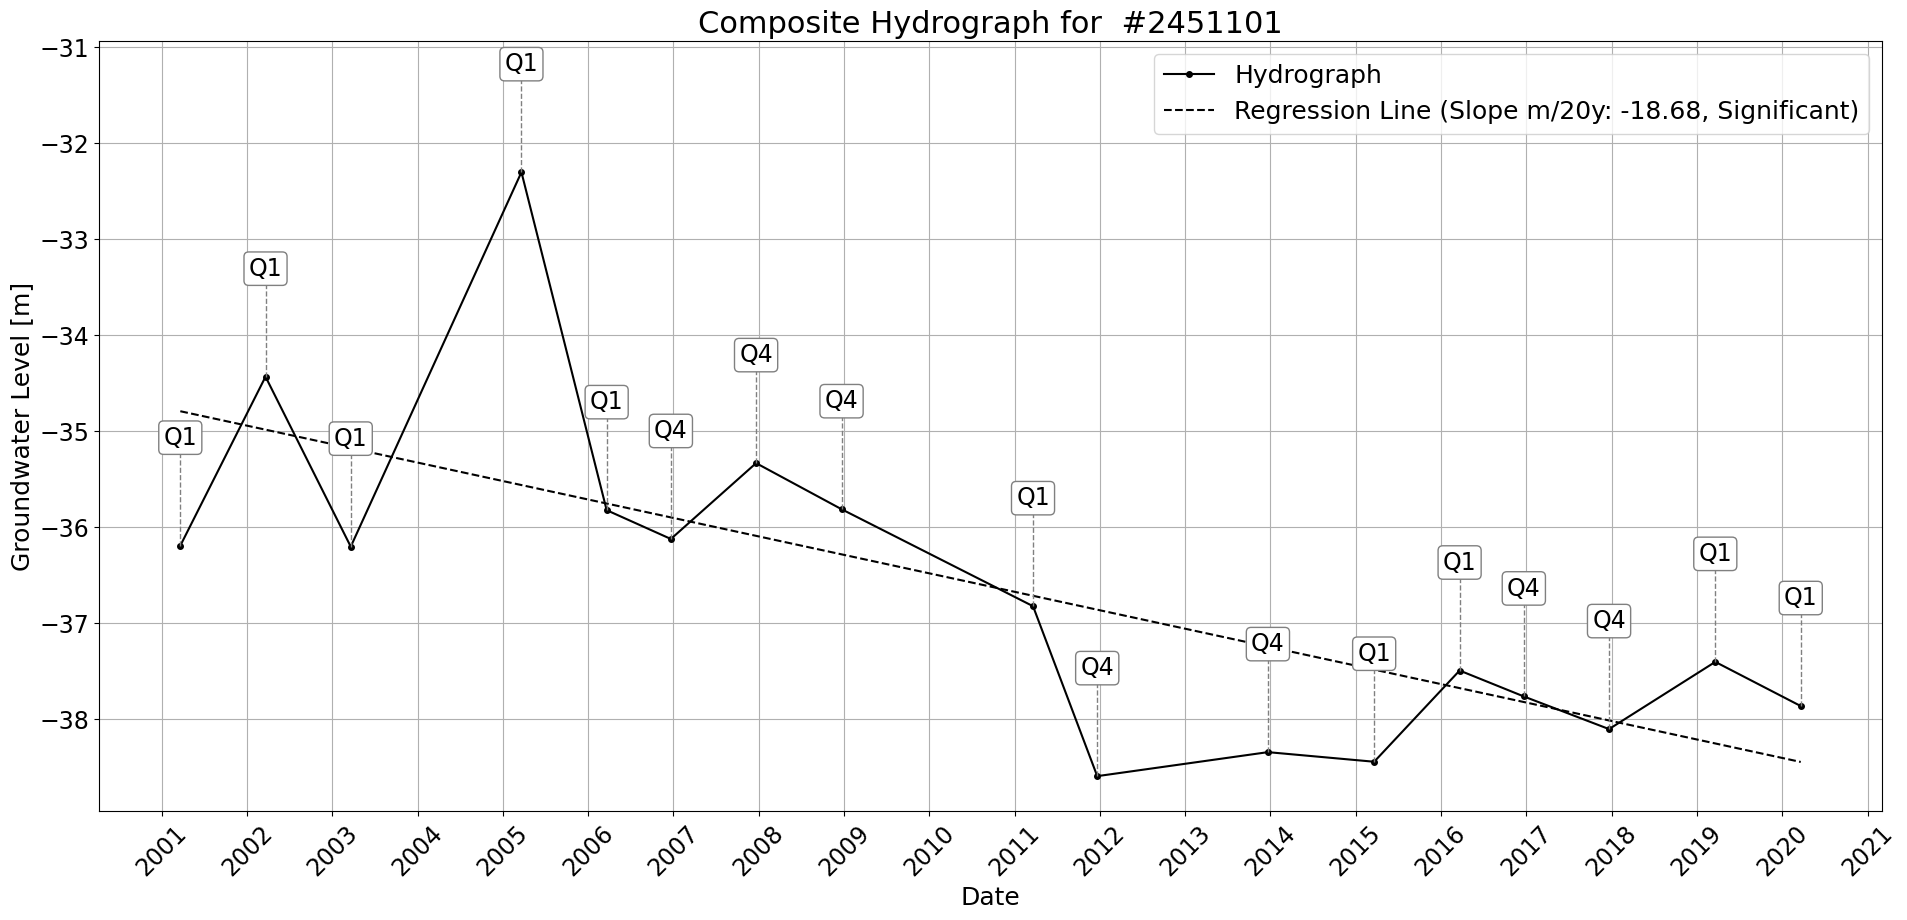 Composite Hydrograph for  #2451101
Hydrograph
Regression Line (Slope m/20y: -18.68, Significant)
Groundwater Level [m]
−31
−32
−33
−34
−35
−36
−37
−38
Q1
Q1
Q1
Q1
Q1
Q4
Q4
Q4
Q1
Q4
Q4
Q1
Q1
Q4
Q4
Q1
Q1
2001
2002
2003
2004
2005
2006
2007
2008
2009
2010
2011
2012
2013
2014
2015
2016
2017
2018
2019
2020
2021
Date